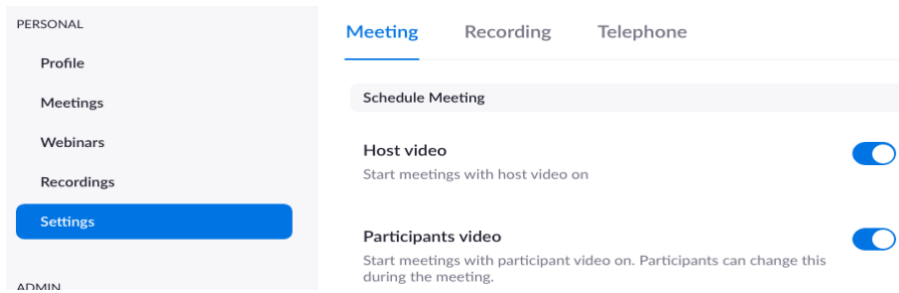 PERSONAL
Profile
Meetings
Webinars
Recordings
Settings
ADMIN
Meeting Recording Telephone
Schedule Meeting
Host video
Start meetings with host video on
Participants video
Start meetings with participant video on. Participants can change this
during the meeting.